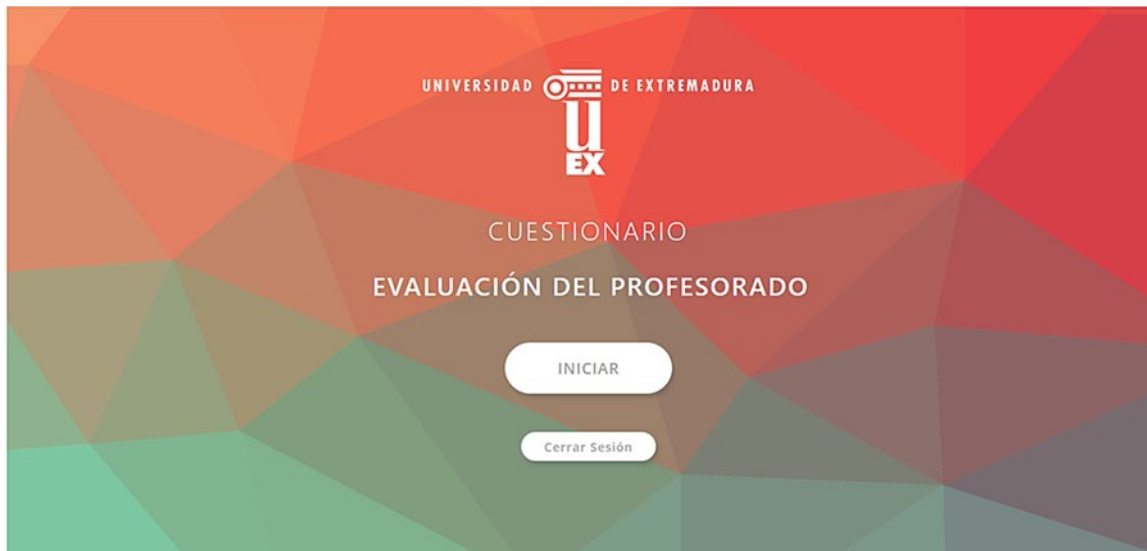 UNIVERSIDAD DE EXTREMADURA
U
EX
CUESTIONARIO
EVALUACIÓN DEL PROFESORADO
INICIAR
Cerrar Sesión